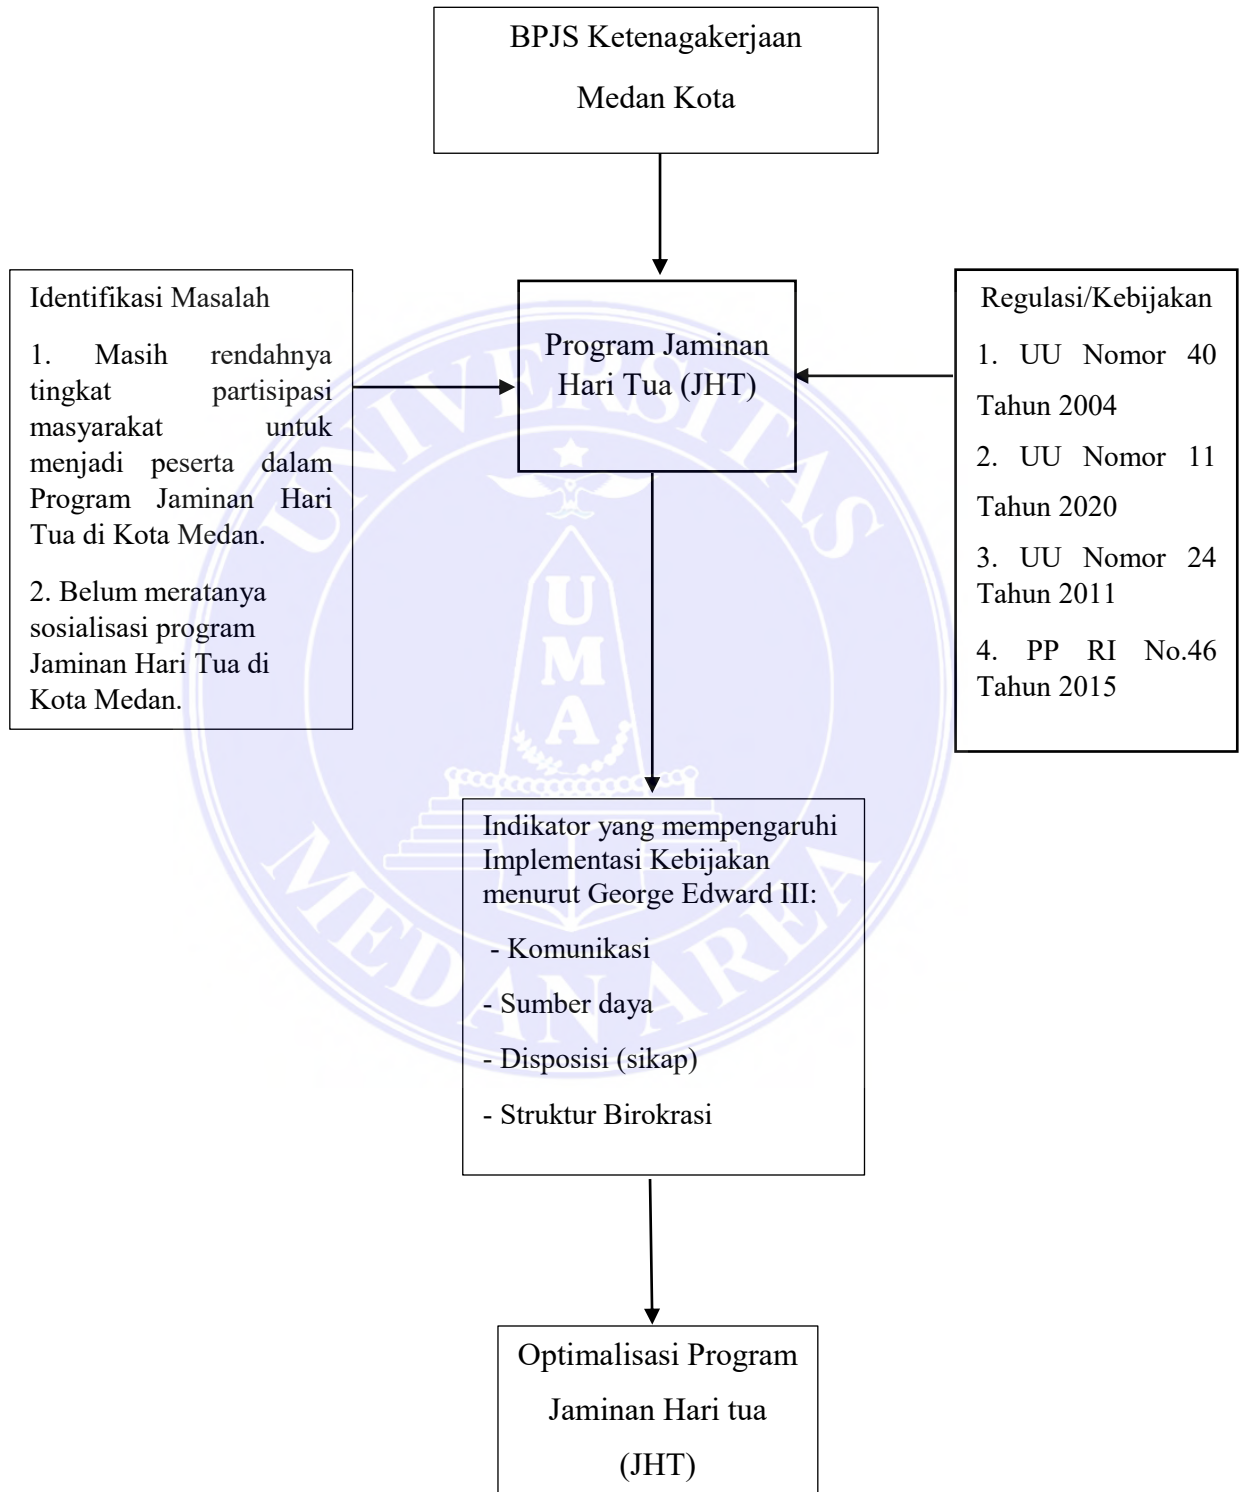 BPJS Ketenagakerjaan
Medan Kota
Identifikasi Masalah
1. Masih rendahnya
tingkat partisipasi
masyarakat untuk
menjadi peserta dalam
Program Jaminan Hari
Tua di Kota Medan.
2. Belum meratanya
sosialisasi program
Jaminan Hari Tua di
Kota Medan.
Program Jaminan
Hari Tua (JHT)
Regulasi/Kebijakan
1. UU Nomor 40
Tahun 2004
2. UU Nomor 11
Tahun 2020
3. UU Nomor 24
Tahun 2011
4. PP RI No.46
Tahun 2015
UNIVERSITAS
UMA
MEDAN AREA
Indikator yang mempengaruhi
Implementasi Kebijakan
menurut George Edward III:
- Komunikasi
- Sumber daya
- Disposisi (sikap)
- Struktur Birokrasi
Optimalisasi Program
Jaminan Hari tua
(JHT)